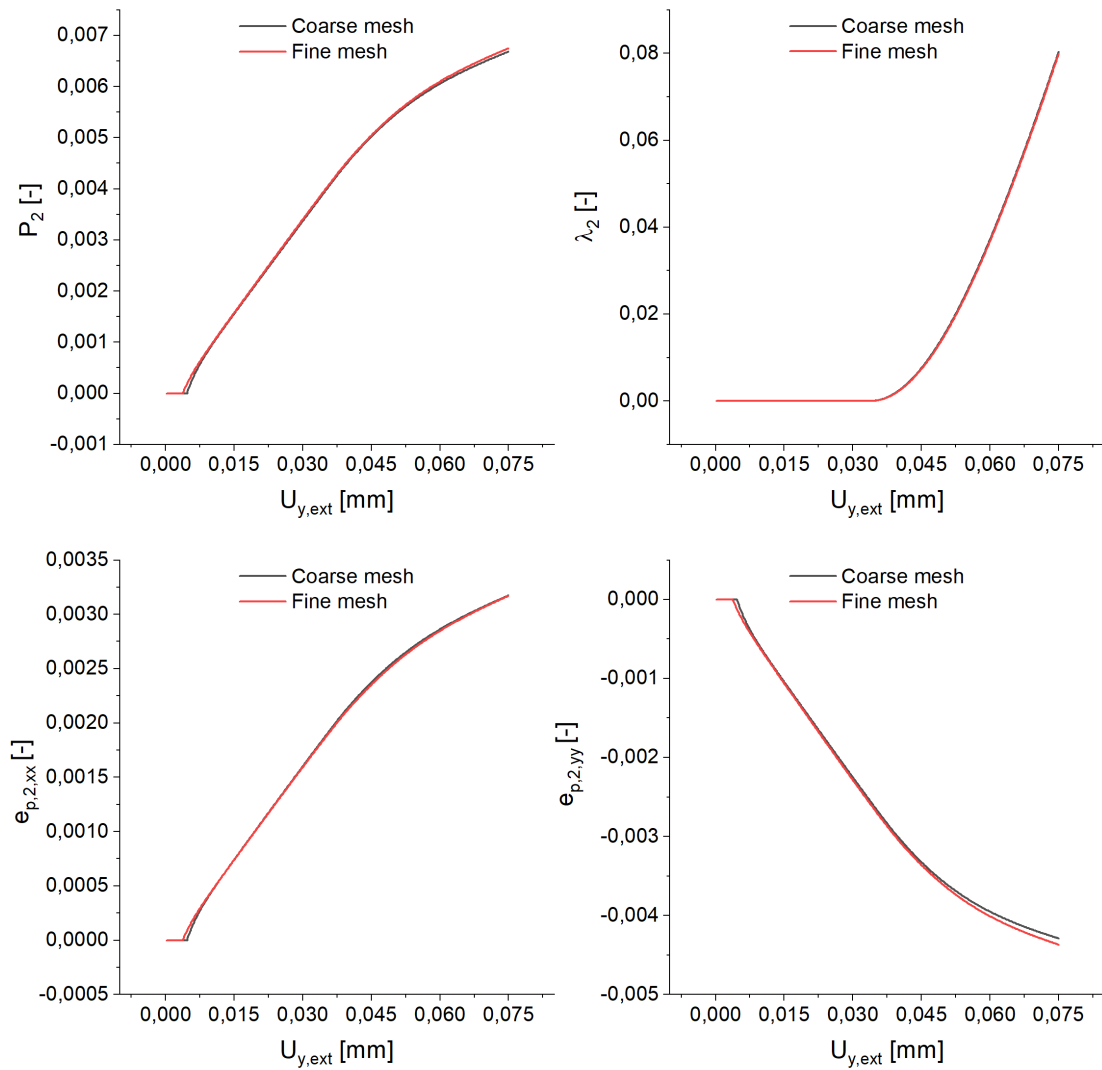 Coarse mesh
Fine mesh
0,007
0,006
0,005
0,004
0,003
0,002
0,001
0,000
-0,001
P2 [-]
0,000 0,015 0,030 0,045 0,060 0,075
Uy,ext [mm]
Coarse mesh
Fine mesh
0,08
0,06
0,04
0,02
0,00
λ2 [-]
0,000 0,015 0,030 0,045 0,060 0,075
Uy,ext [mm]
Coarse mesh
Fine mesh
0,0035
0,0030
0,0025
0,0020
0,0015
0,0010
0,0005
0,0000
-0,0005
ep,2,xx [-]
0,000 0,015 0,030 0,045 0,060 0,075
Uy,ext [mm]
Coarse mesh
Fine mesh
0,000
-0,001
-0,002
-0,003
-0,004
-0,005
ep,2,yy [-]
0,000 0,015 0,030 0,045 0,060 0,075
Uy,ext [mm]